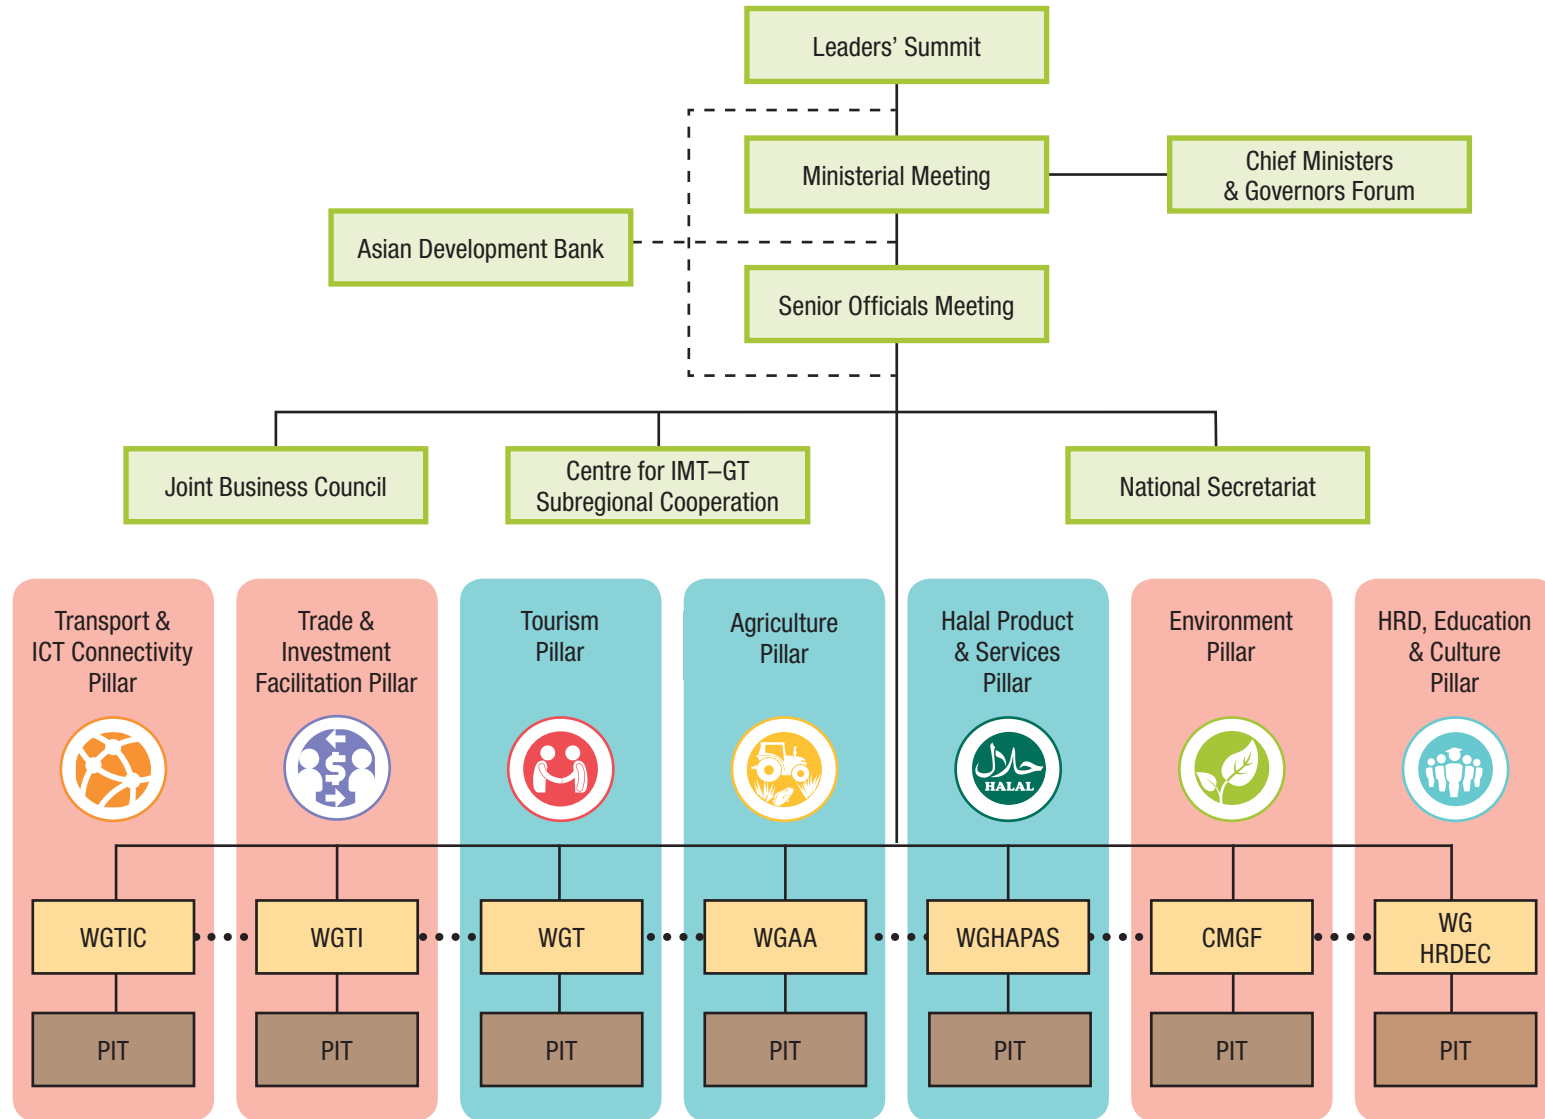 Leaders’ Summit
Ministerial Meeting
Chief Ministers
& Governors Forum
Asian Development Bank
Senior Officials Meeting
Joint Business Council
Centre for IMT–GT
Subregional Cooperation
National Secretariat
Transport &
ICT Connectivity
Pillar
Trade &
Investment
Facilitation Pillar
Tourism
Pillar
Agriculture
Pillar
Halal Product
& Services
Pillar
Environment
Pillar
HRD, Education
& Culture
Pillar
$
حلال
HALAL
WGTIC
WGTI
WGT
WGAA
WGHAPAS
CMGF
WG
HRDEC
PIT
PIT
PIT
PIT
PIT
PIT
PIT